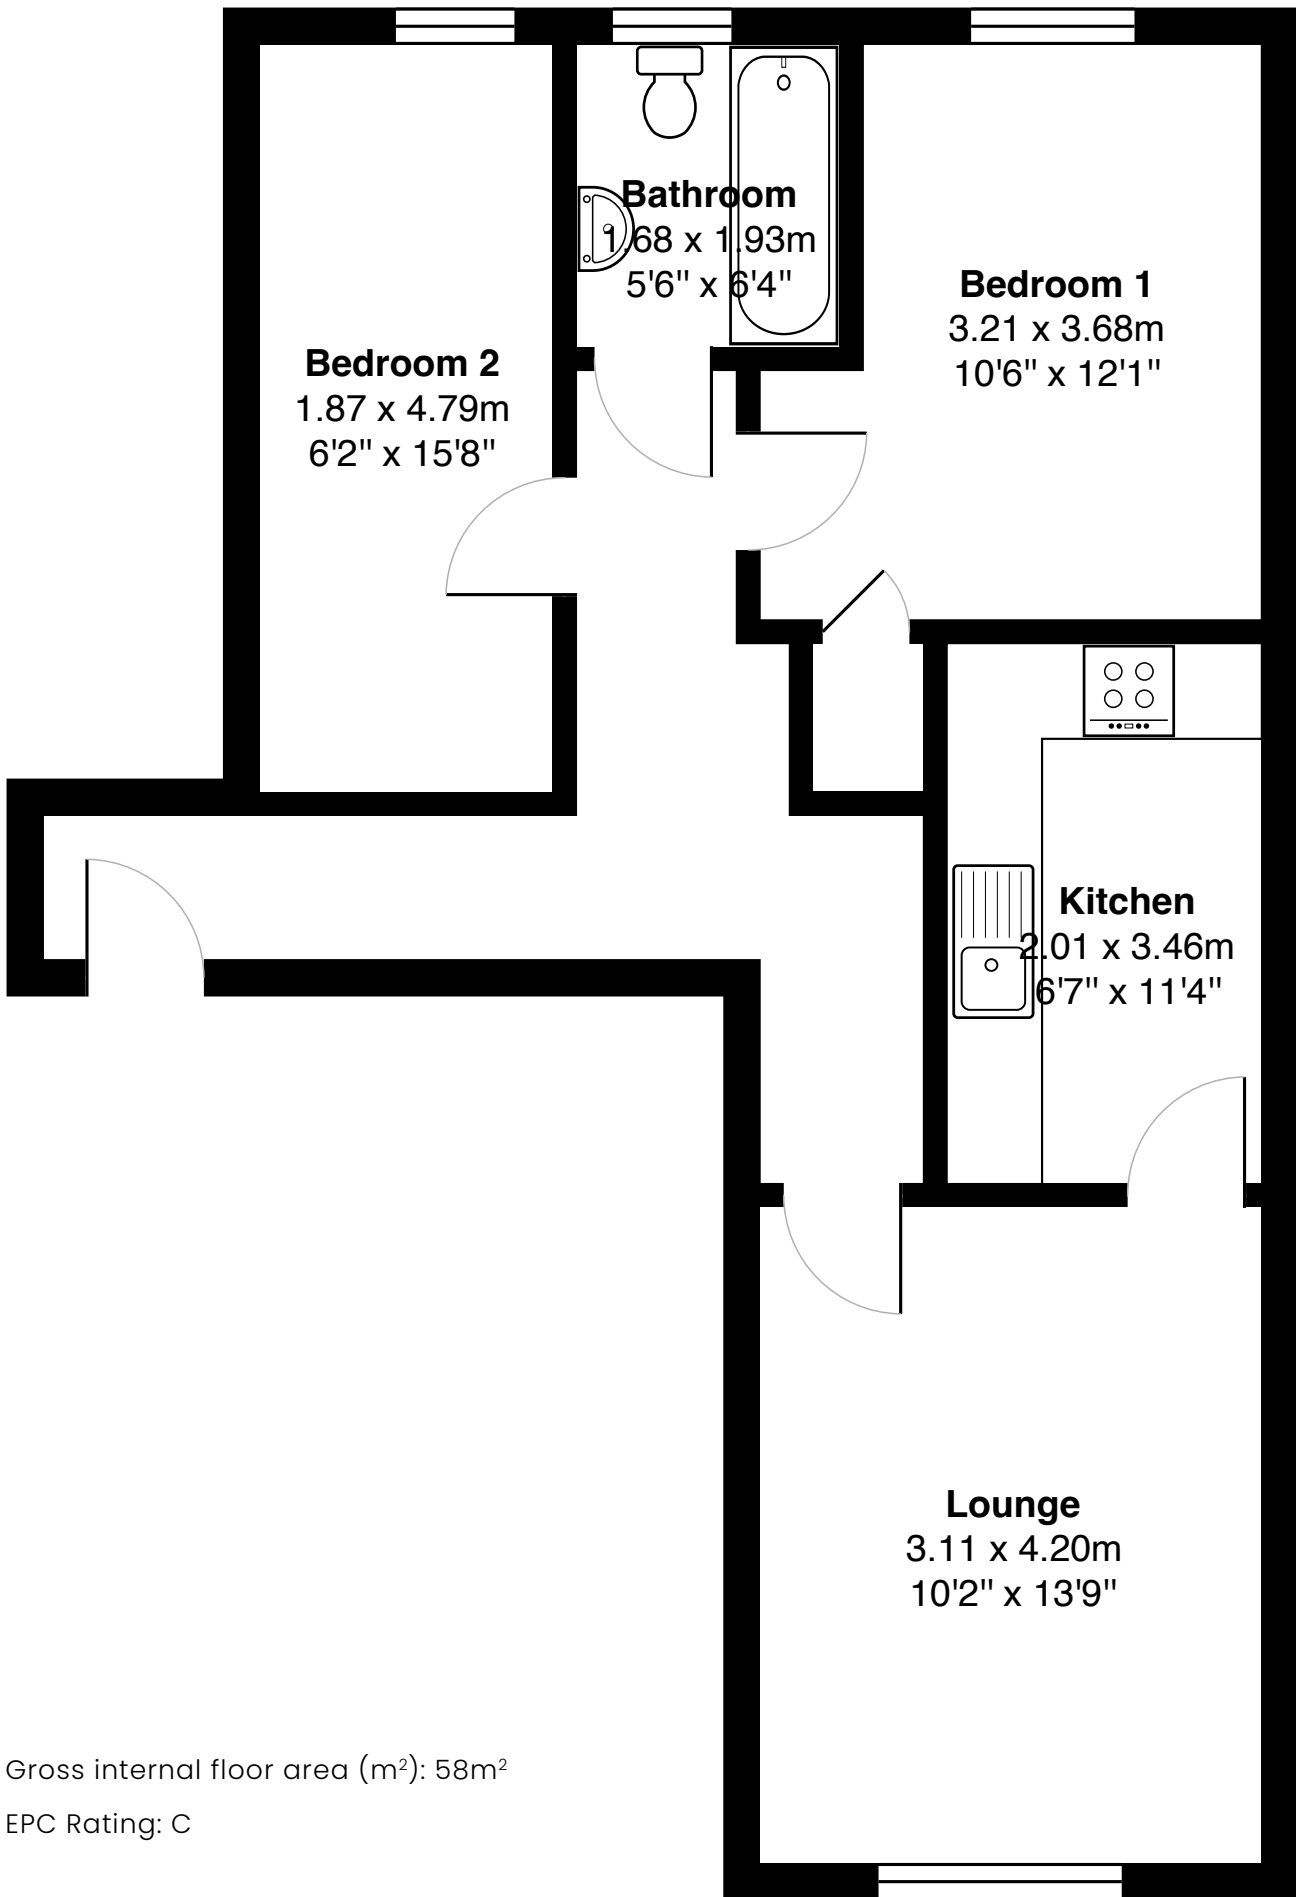 Bathroom
1.68 x 1.93m
5'6" x 6'4"
Bedroom 1
3.21 x 3.68m
10'6" x 12'1"
Bedroom 2
1.87 x 4.79m
6'2" x 15'8"
Kitchen
2.01 x 3.46m
6'7" x 11'4"
Lounge
3.11 x 4.20m
10'2" x 13'9"
Gross internal floor area (m²): 58m²
EPC Rating: C